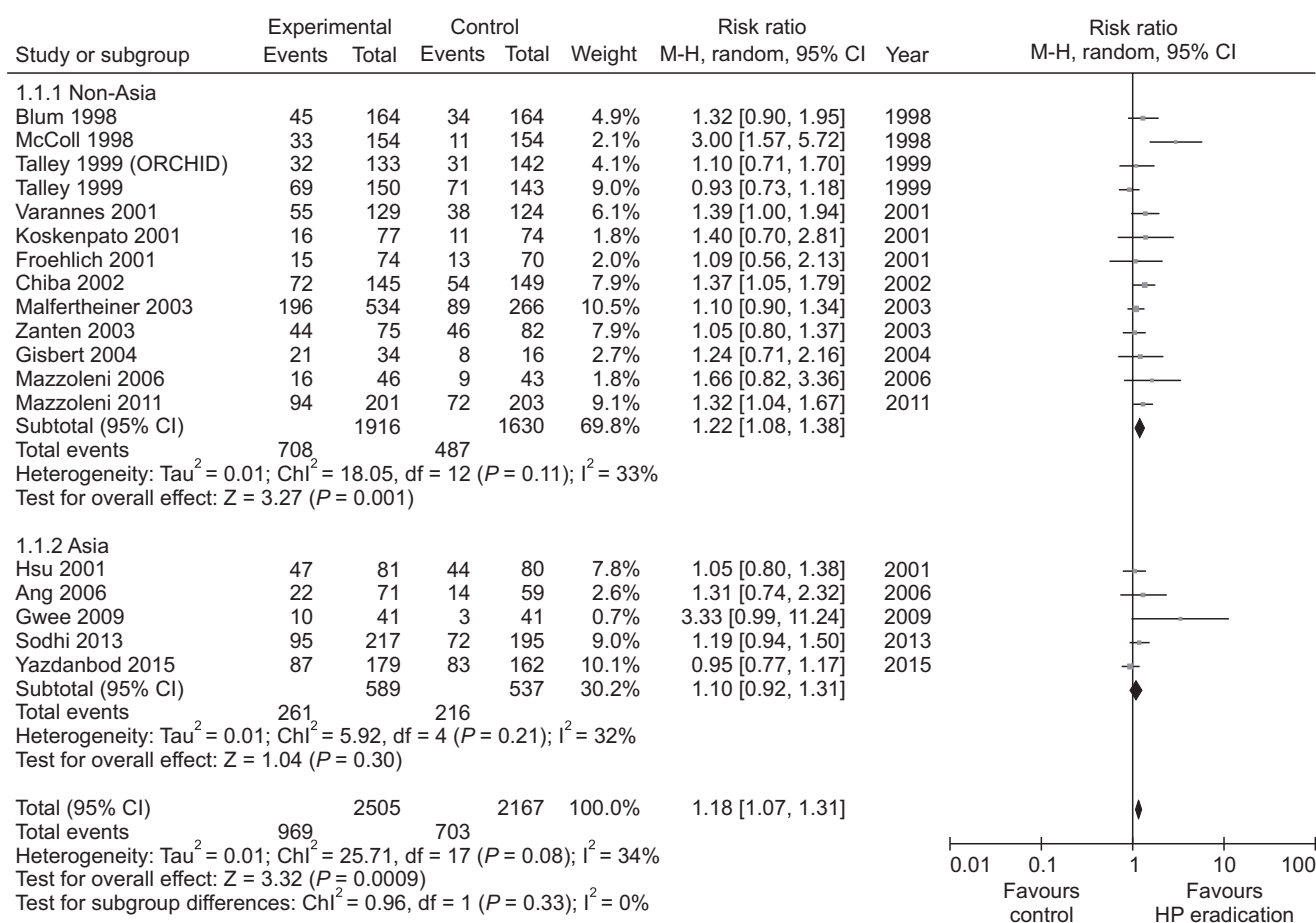 Experimental Control Risk ratio Risk ratio
Study or subgroup Events Total Events Total Weight M-H, random, 95% CI Year M-H, random, 95% CI
1.1.1 Non-Asia
Blum 1998 45 164 34 164 4.9% 1.32 [0.90, 1.95] 1998
McColl 1998 33 154 11 154 2.1% 3.00 [1.57, 5.72] 1998
Talley 1999 (ORCHID) 32 133 31 142 4.1% 1.10 [0.71, 1.70] 1999
Talley 1999 69 150 71 143 9.0% 0.93 [0.73, 1.18] 1999
Varannes 2001 55 129 38 124 6.1% 1.39 [1.00, 1.94] 2001
Koskenpato 2001 16 77 11 74 1.8% 1.40 [0.70, 2.81] 2001
Froehlich 2001 15 74 13 70 2.0% 1.09 [0.56, 2.13] 2001
Chiba 2002 72 145 54 149 6.9% 1.37 [1.05, 1.79] 2002
Malfertheiner 2003 196 534 89 266 10.5% 1.10 [0.90, 1.34] 2003
Zanten 2003 44 75 46 82 7.9% 1.05 [0.80, 1.37] 2003
Gisbert 2004 21 34 8 16 2.7% 1.24 [0.71, 2.16] 2004
Mazzoleni 2006 16 46 9 43 1.8% 1.66 [0.82, 3.36] 2006
Mazzoleni 2011 94 201 72 203 9.1% 1.32 [1.04, 1.67] 2011
Subtotal (95% CI) 1916 1630 69.8% 1.22 [1.08, 1.38]
Total events 708 487
Heterogeneity: Tau² = 0.01; ChI² = 18.05, df = 12 (P = 0.11); I² = 33%
Test for overall effect: Z = 3.27 (P = 0.001)
1.1.2 Asia
Hsu 2001 47 81 44 80 7.8% 1.05 [0.80, 1.38] 2001
Ang 2006 22 71 14 59 2.6% 1.31 [0.74, 2.32] 2006
Gwee 2009 10 41 3 41 0.7% 3.33 [0.99, 11.24] 2009
Sodhi 2013 95 217 72 195 9.0% 1.19 [0.94, 1.50] 2013
Yazdanbod 2015 87 179 83 162 10.1% 0.95 [0.77, 1.17] 2015
Subtotal (95% CI) 589 537 30.2% 1.10 [0.92, 1.31]
Total events 261 216
Heterogeneity: Tau² = 0.01; ChI² = 5.92, df = 4 (P = 0.21); I² = 32%
Test for overall effect: Z = 1.04 (P = 0.30)
Total (95% CI) 2505 2167 100.0% 1.18 [1.07, 1.31]
Total events 969 703
Heterogeneity: Tau² = 0.01; ChI² = 25.71, df = 17 (P = 0.08); I² = 34%
Test for overall effect: Z = 3.32 (P = 0.0009)
Test for subgroup differences: ChI² = 0.96, df = 1 (P = 0.33); I² = 0%
0.01 0.1 1 10 100
Favours control
Favours HP eradication